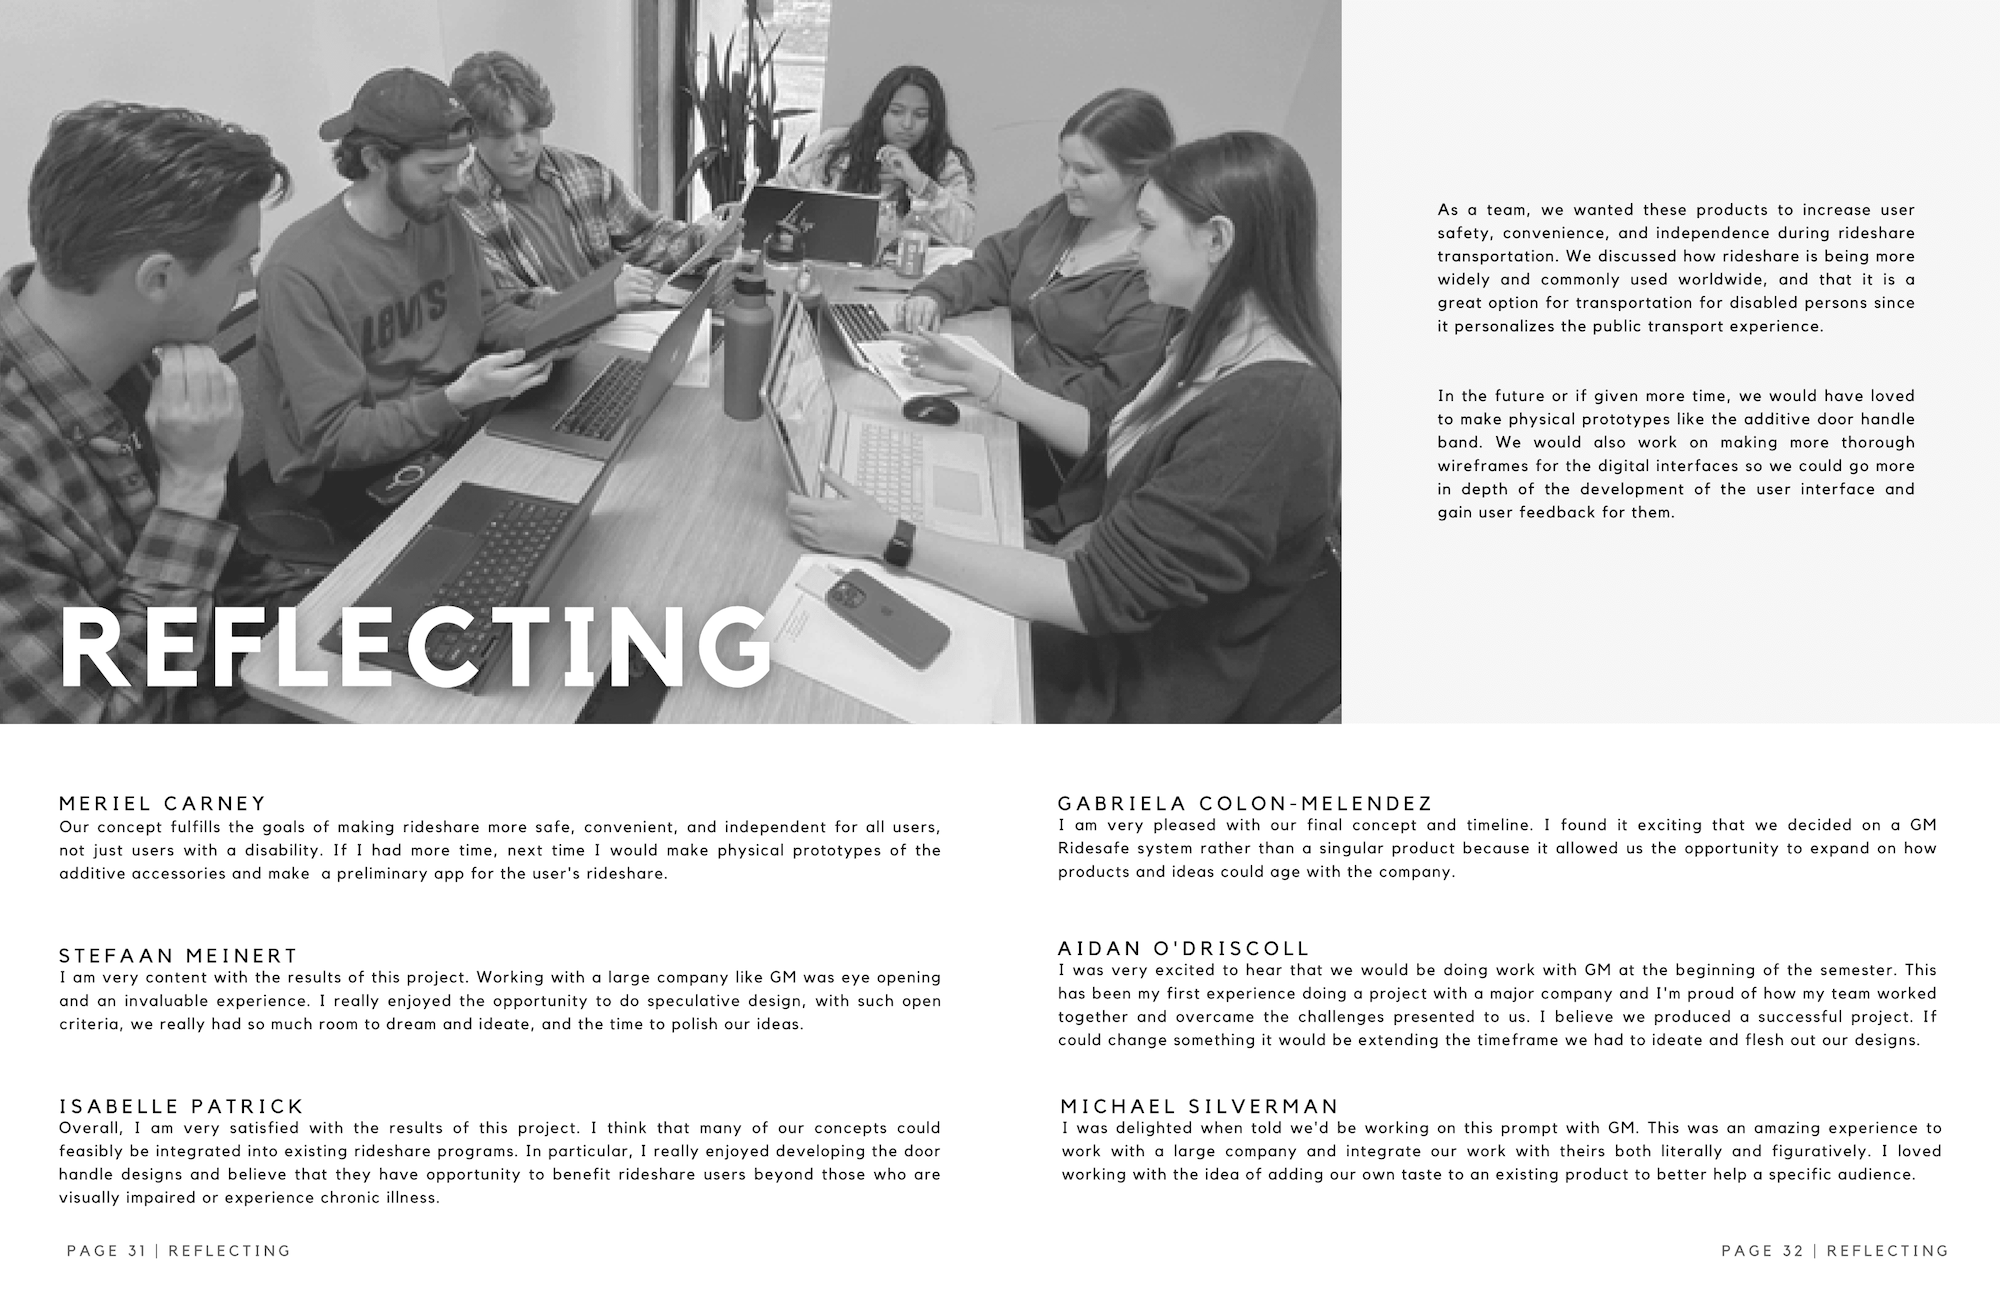 LEVI'S
REFLECTING
As a team, we wanted these products to increase user
safety, convenience, and independence during rideshare
transportation. We discussed how rideshare is being more
widely and commonly used worldwide, and that it is a
great option for transportation for disabled persons since
it personalizes the public transport experience.
In the future or if given more time, we would have loved
to make physical prototypes like the additive door handle
band. We would also work on making more thorough
wireframes for the digital interfaces so we could go more
in depth of the development of the user interface and
gain user feedback for them.
MERIEL CARNEY
Our concept fulfills the goals of making rideshare more safe, convenient, and independent for all users,
not just users with a disability. If I had more time, next time I would make physical prototypes of the
additive accessories and make a preliminary app for the user's rideshare.
STEFAAN MEINERT
I am very content with the results of this project. Working with a large company like GM was eye opening
and an invaluable experience. I really enjoyed the opportunity to do speculative design, with such open
criteria, we really had so much room to dream and ideate, and the time to polish our ideas.
ISABELLE PATRICK
Overall, I am very satisfied with the results of this project. I think that many of our concepts could
feasibly be integrated into existing rideshare programs. In particular, I really enjoyed developing the door
handle designs and believe that they have opportunity to benefit rideshare users beyond those who are
visually impaired or experience chronic illness.
GABRIELA COLON-MELENDEZ
I am very pleased with our final concept and timeline. I found it exciting that we decided on a GM
Ridesafe system rather than a singular product because it allowed us the opportunity to expand on how
products and ideas could age with the company.
AIDAN O'DRISCOLL
I was very excited to hear that we would be doing work with GM at the beginning of the semester. This
has been my first experience doing a project with a major company and I'm proud of how my team worked
together and overcame the challenges presented to us. I believe we produced a successful project. If
could change something it would be extending the timeframe we had to ideate and flesh out our designs.
MICHAEL SILVERMAN
I was delighted when told we'd be working on this prompt with GM. This was an amazing experience to
work with a large company and integrate our work with theirs both literally and figuratively. I loved
working with the idea of adding our own taste to an existing product to better help a specific audience.
PAGE 31 | REFLECTING
PAGE 32 | REFLECTING